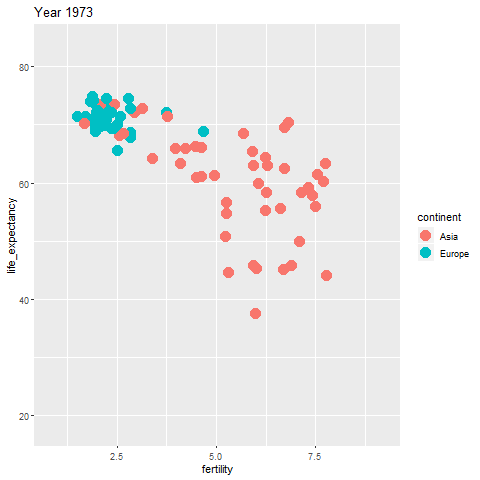 Year 1973
80
60
40
20
life_expectancy
2.5
5.0
7.5
fertility
continent
Asia
Europe